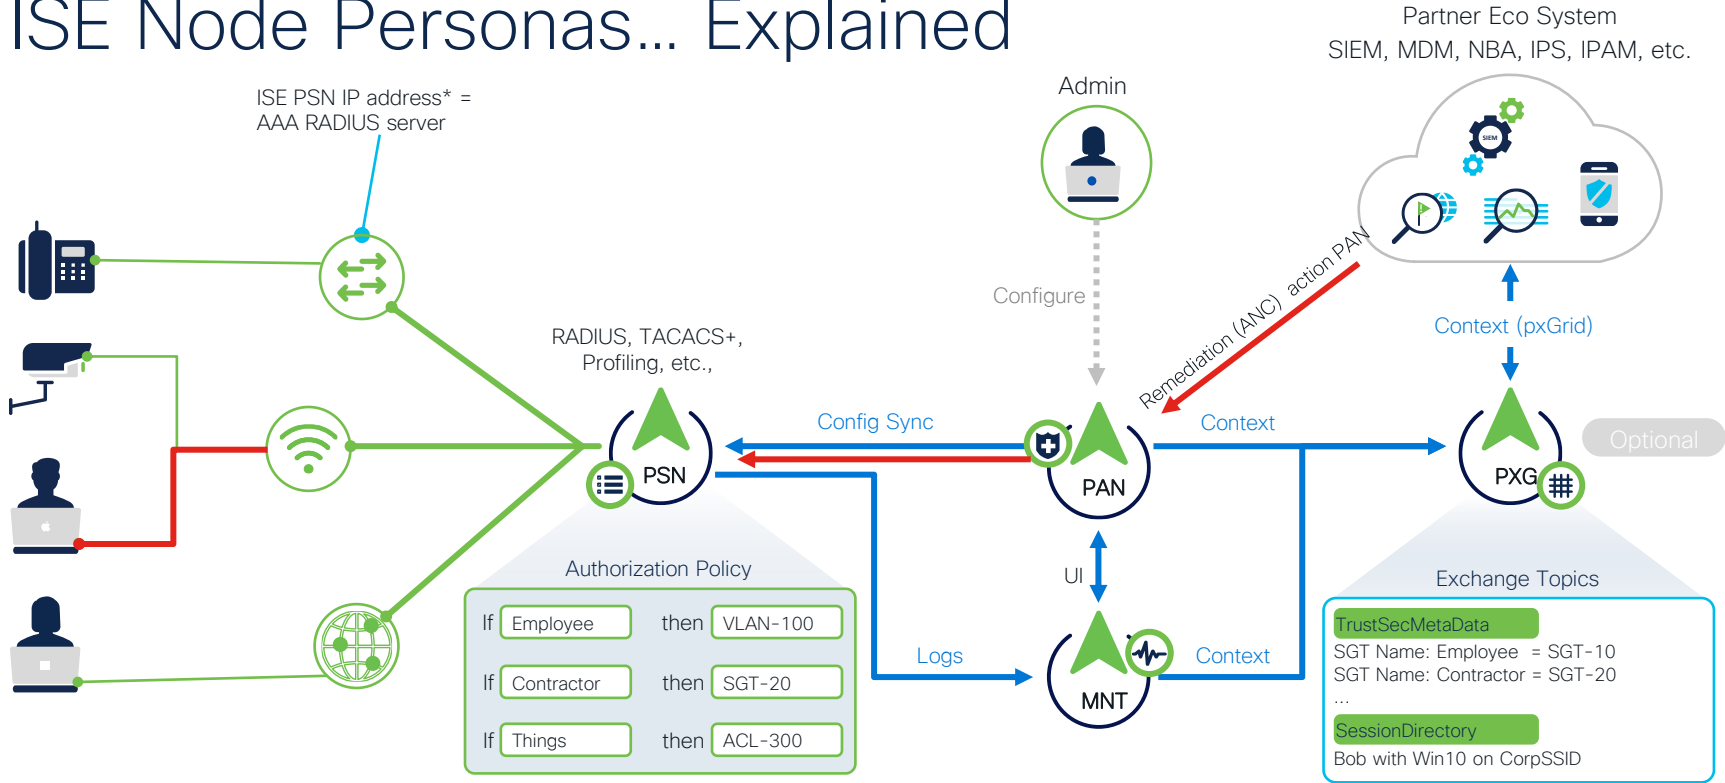 ISE Node Personas... Explained
Partner Eco System
SIEM, MDM, NBA, IPS, IPAM, etc.
ISE PSN IP address* =
AAA RADIUS server
Admin
SIEM
Configure
Remediation (ANC)  action PAN
Context (pxGrid)
RADIUS, TACACS+,
Profiling, etc.,
Config Sync
Context
Optional
PSN
PAN
PXG
UI
Logs
Context
MNT
Authorization Policy
If Employee then VLAN-100
If Contractor then SGT-20
If Things then ACL-300
Exchange Topics
TrustSecMetaData
SGT Name: Employee  = SGT-10
SGT Name: Contractor = SGT-20
...
SessionDirectory
Bob with Win10 on CorpSSID